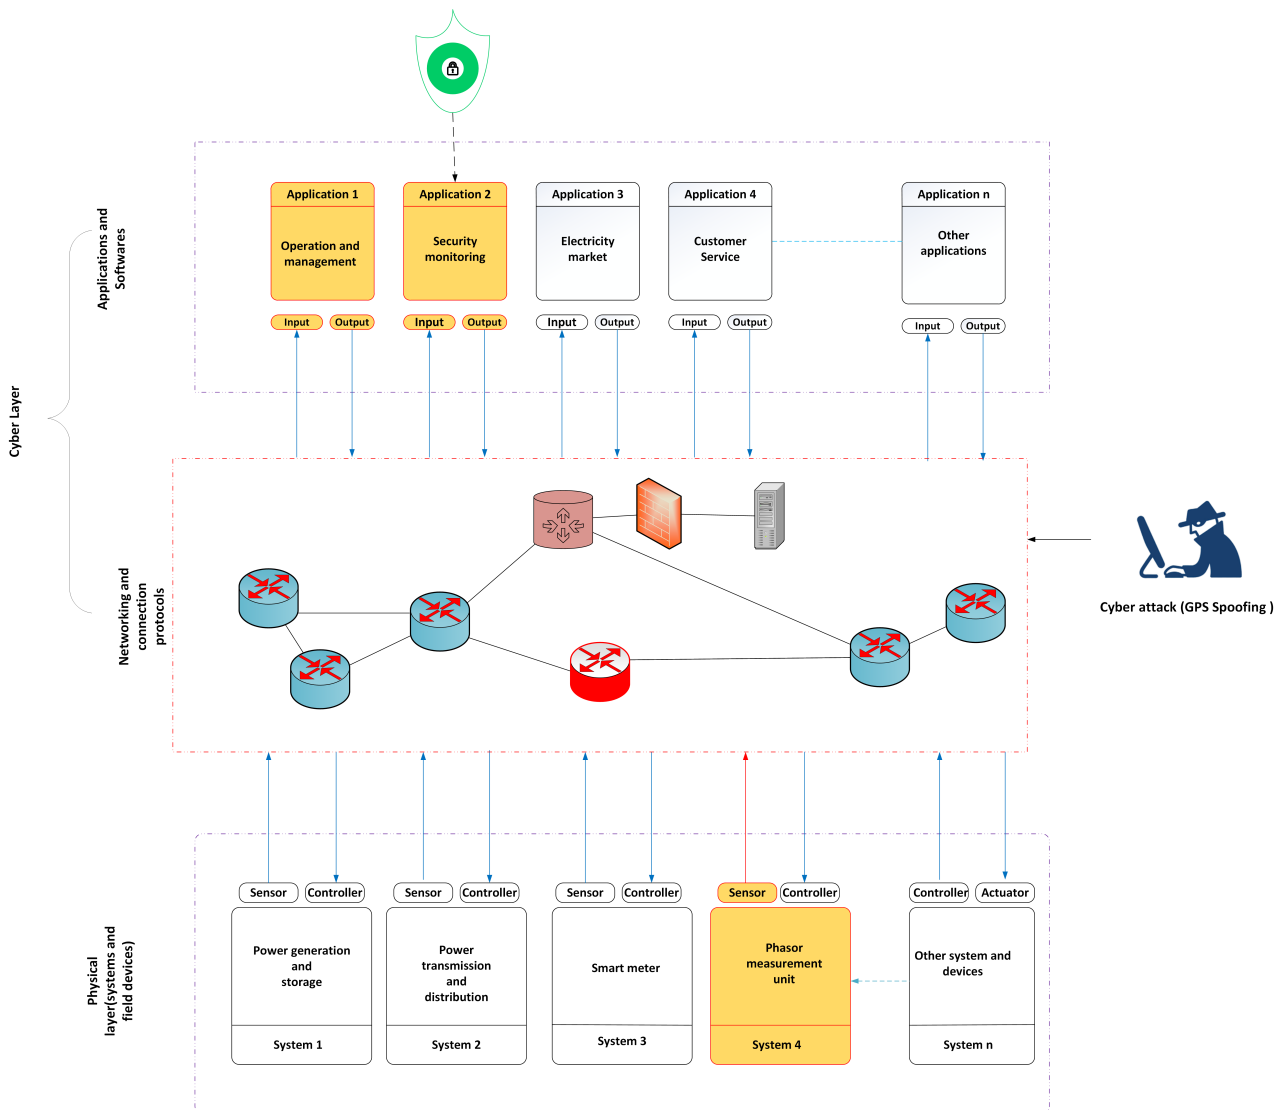 Application 1
Operation and
management
Input
Output
Application 2
Security
monitoring
Input
Output
Application 3
Electricity
market
Input
Output
Application 4
Customer
Service
Input
Output
Application n
Other
applications
Input
Output
Applications and
Softwares
Cyber Layer
Networking and
connection
protocols
Cyber attack (GPS Spoofing )
Physical
layer(systems and
field devices)
Sensor
Controller
Power generation
and
storage
System 1
Sensor
Controller
Power
transmission
and
distribution
System 2
Sensor
Controller
Smart meter
System 3
Sensor
Controller
Phasor
measurement
unit
System 4
Controller
Actuator
Other system and
devices
System n